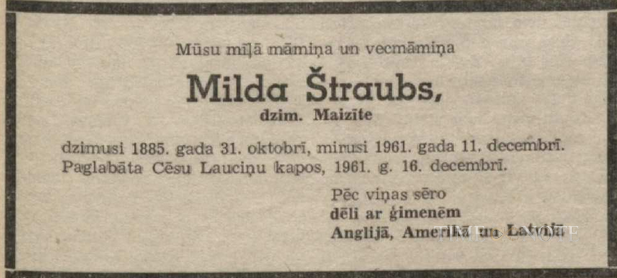 Mūsu mīļā māmiņa un vecmāmiņa
Milda Štraubs,
dzim. Maizīte
dzimusi 1885. gada 31. oktobrī, mirusi 1961. gada 11. decembrī.
Paglabāta Cēsu Lauciņu kapos, 1961. g. 16. decembrī.
Pēc viņas sēro
dēli ar ģimenēm
Anglijā, Amerikā un Latvijā